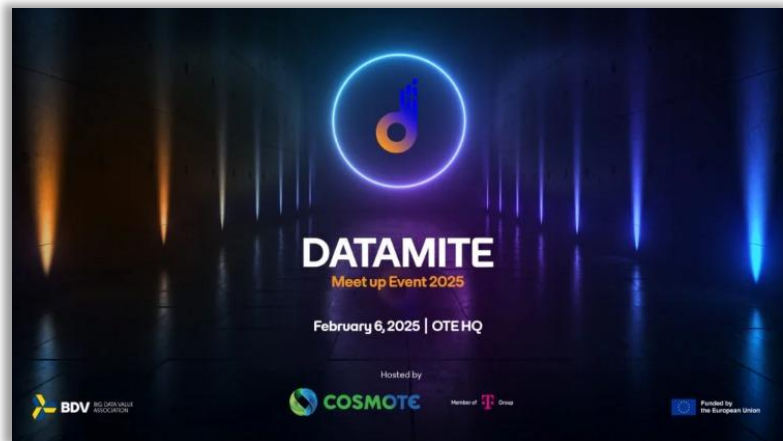 DATAMITE
Meet up Event 2025
February 6, 2025 | OTE HQ
Hosted by
BDV BIG DATA VALUE
ASSOCIATION
COSMOTE
Member of T Group
Funded by
the European Union